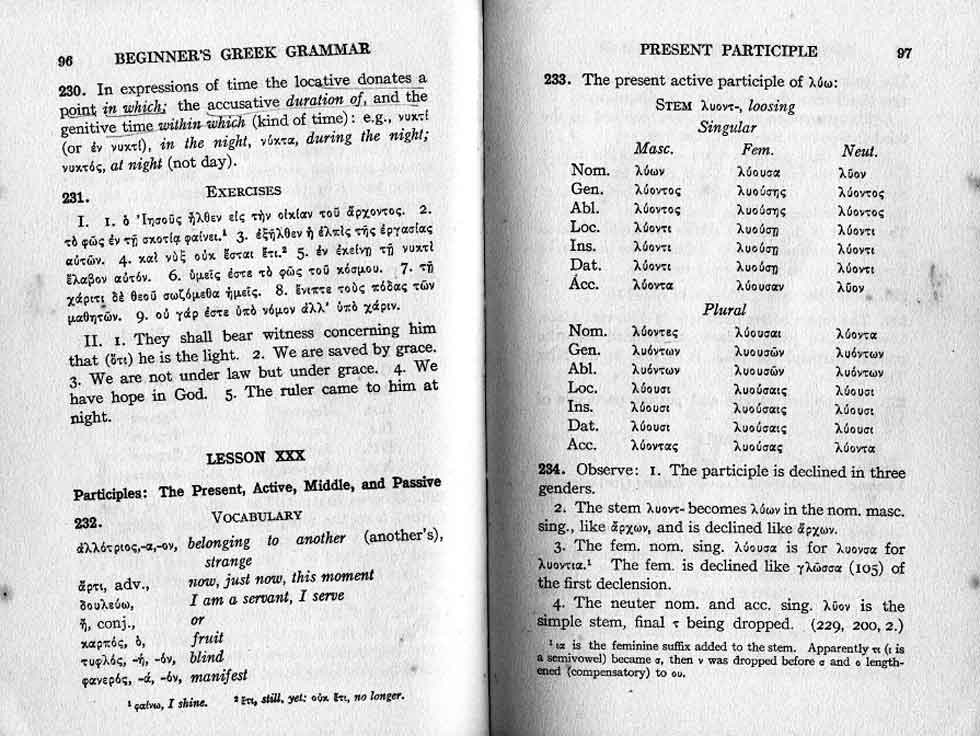 96 BEGINNER'S GREEK GRAMMAR
230. In expressions of time the locative donates a
point in which; the accusative duration of, and the
genitive time within which (kind of time): e.g., νυκτί
(or ἐν νυκτί), in the night, νύκτα, during the night;
νυκτός, at night (not day).
231. EXERCISES
I. 1. ὁ Ἰησοῦς ἦλθεν εἰς τὴν οἰκίαν τοῦ ἄρχοντος. 2.
τὸ φῶς ἐν τῇ σκοτίᾳ φαίνει.¹ 3. ἐξῆλθεν ἡ ἐλπὶς τῆς ἐργασίας
αὐτῶν. 4. καὶ νὺξ οὐκ ἔσται ἔτι.² 5. ἐν ἐκείνῃ τῇ νυκτὶ
ἔλαβον αὐτόν. 6. ὑμεῖς ἐστε τὸ φῶς τοῦ κόσμου. 7. τῇ
χάριτι δὲ θεοῦ σωζόμεθα ἡμεῖς. 8. ἔνιπτε τοὺς πόδας τῶν
μαθητῶν. 9. οὐ γάρ ἐστε ὑπὸ νόμον ἀλλ' ὑπὸ χάριν.
II. 1. They shall bear witness concerning him
that (ὅτι) he is the light. 2. We are saved by grace.
3. We are not under law but under grace. 4. We
have hope in God. 5. The ruler came to him at
night.
LESSON XXX
Participles: The Present, Active, Middle, and Passive
232. VOCABULARY
ἀλλότριος,-α,-ον, belonging to another (another's),
strange
ἄρτι, adv., now, just now, this moment
δουλεύω, I am a servant, I serve
ἤ, conj., or
καρπός, ὁ, fruit
τυφλός, -ή, -όν, blind
φανερός, -ά, -όν, manifest
¹ φαίνω, I shine. ² ἔτι, still, yet: οὐκ ἔτι, no longer.
PRESENT PARTICIPLE 97
233. The present active participle of λύω:
STEM λυοντ-, loosing
Singular
Masc. Fem. Neut.
Nom. λύων λύουσα λῦον
Gen. λύοντος λυούσης λύοντος
Abl. λύοντος λυούσης λύοντος
Loc. λύοντι λυούσῃ λύοντι
Ins. λύοντι λυούσῃ λύοντι
Dat. λύοντι λυούσῃ λύοντι
Acc. λύοντα λύουσαν λῦον
Plural
Nom. λύοντες λύουσαι λύοντα
Gen. λυόντων λυουσῶν λυόντων
Abl. λυόντων λυουσῶν λυόντων
Loc. λύουσι λυούσαις λύουσι
Ins. λύουσι λυούσαις λύουσι
Dat. λύουσι λυούσαις λύουσι
Acc. λύοντας λυούσας λύοντα
234. Observe: 1. The participle is declined in three
genders.
2. The stem λυοντ- becomes λύων in the nom. masc.
sing., like ἄρχων, and is declined like ἄρχων.
3. The fem. nom. sing. λύουσα is for λυονσα for
λυοντια.¹ The fem. is declined like γλῶσσα (105) of
the first declension.
4. The neuter nom. and acc. sing. λῦον is the
simple stem, final τ being dropped. (229, 200, 2.)
¹ ια is the feminine suffix added to the stem. Apparently τι (ι is
a semivowel) became σ, then ν was dropped before σ and ο length-
ened (compensatory) to ου.